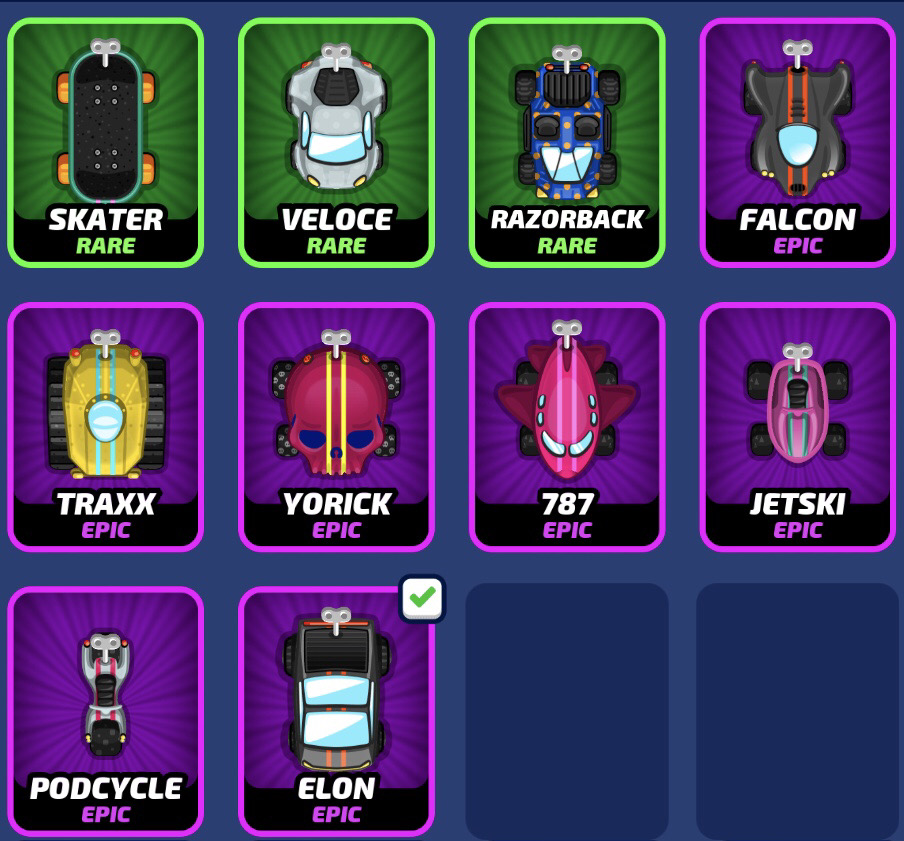 SKATER
RARE
VELOCE
RARE
RAZORBACK
RARE
FALCON
EPIC
TRAXX
EPIC
YORICK
EPIC
787
EPIC
JETSKI
EPIC
PODCYCLE
EPIC
ELON
EPIC